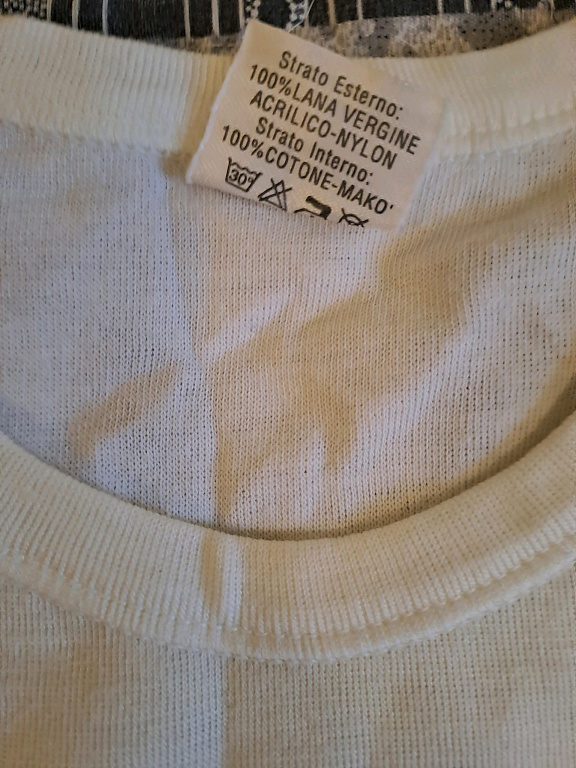 Strato Esterno:
100%LANA VERGINE
ACRILICO-NYLON
Strato Interno:
100%COTONE-MAKO'
30°